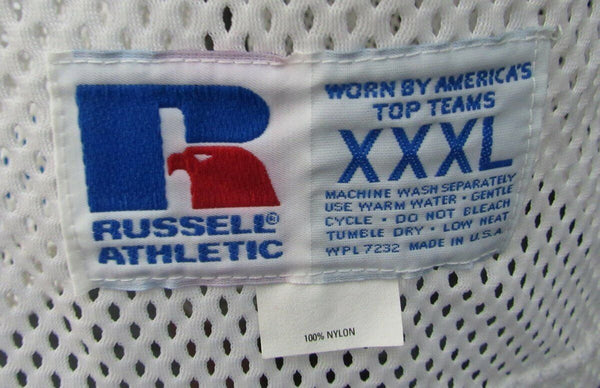 RUSSELL®
ATHLETIC
WORN BY AMERICA'S
TOP TEAMS
XXXL
MACHINE WASH SEPARATELY
USE WARM WATER • GENTLE
CYCLE • DO NOT BLEACH
TUMBLE DRY • LOW HEAT
WPL 7232 MADE IN U.S.A.
100% NYLON